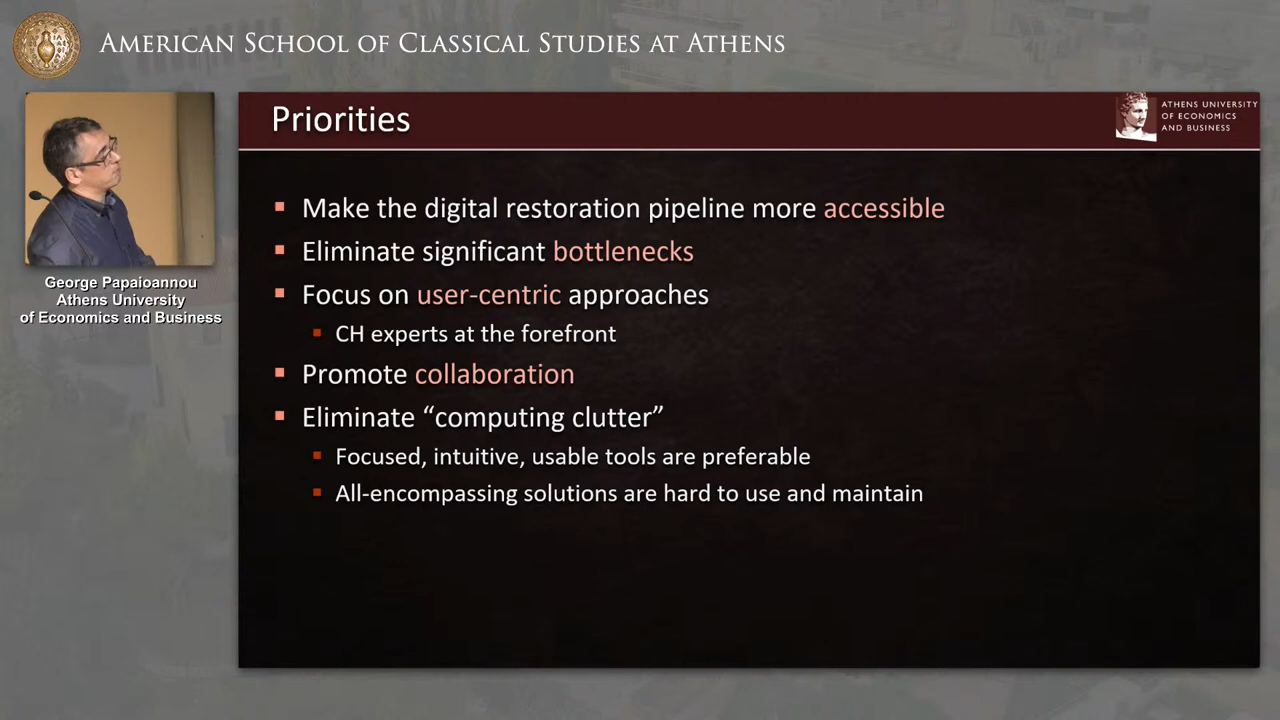 AMERICAN SCHOOL OF CLASSICAL STUDIES AT ATHENS
George Papaioannou
Athens University
of Economics and Business
Priorities
ATHENS UNIVERSITY
OF ECONOMICS
AND BUSINESS
Make the digital restoration pipeline more accessible
Eliminate significant bottlenecks
Focus on user-centric approaches
CH experts at the forefront
Promote collaboration
Eliminate “computing clutter”
Focused, intuitive, usable tools are preferable
All-encompassing solutions are hard to use and maintain